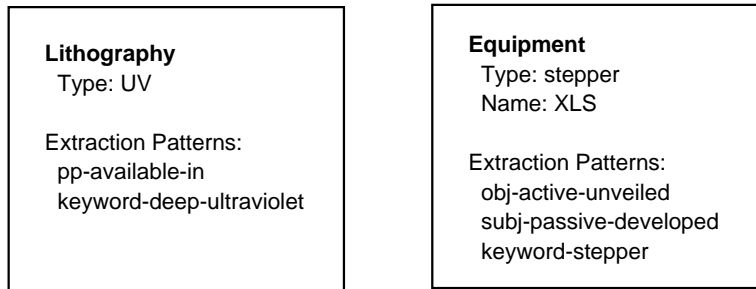 Lithography
Type: UV
Extraction Patterns:
pp-available-in
keyword-deep-ultraviolet
Equipment
Type: stepper
Name: XLS
Extraction Patterns:
obj-active-unveiled
subj-passive-developed
keyword-stepper